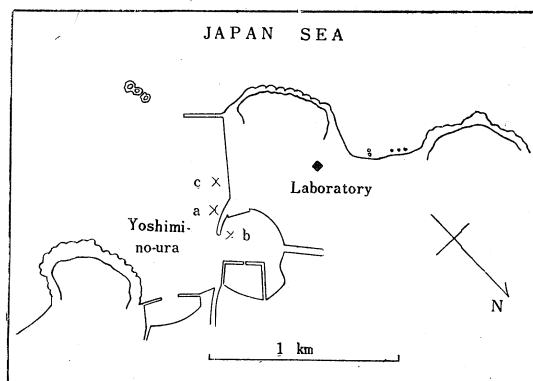 JAPAN SEA
c
Laboratory
a
Yoshimi-
no-ura
b
N
1 km